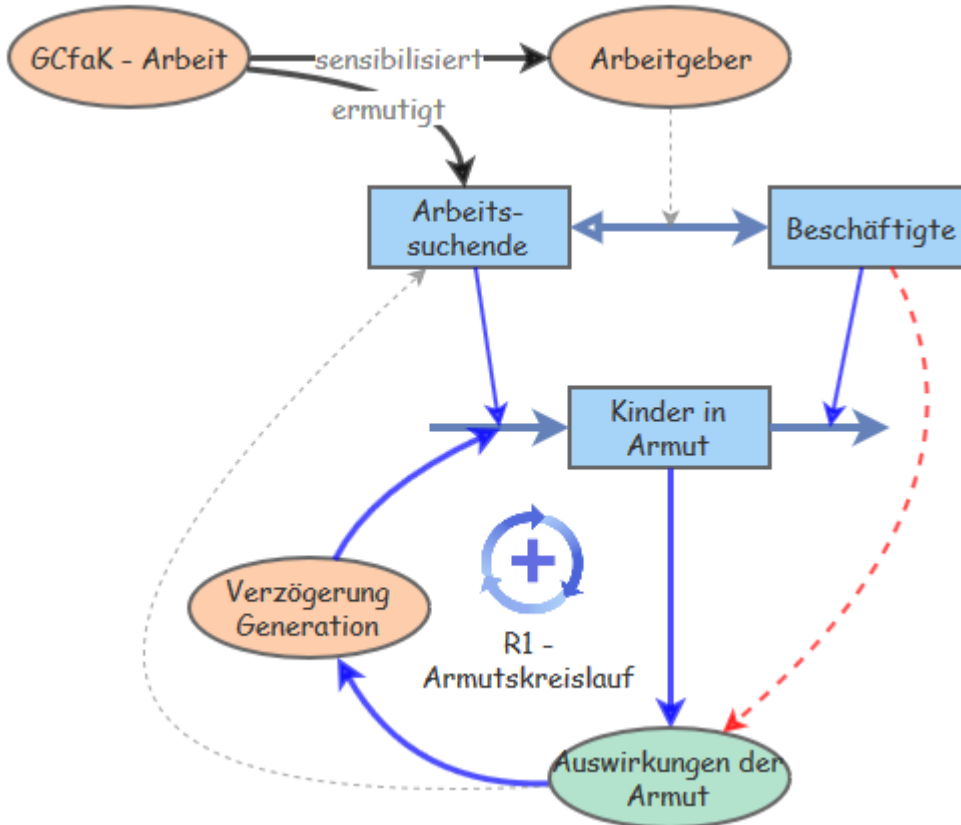 GCfaK - Arbeit
sensibilisiert
Arbeitgeber
ermutigt
Arbeits-
suchende
Beschäftigte
Kinder in
Armut
Verzögerung
Generation
R1 -
Armutskreislauf
Auswirkungen der
Armut